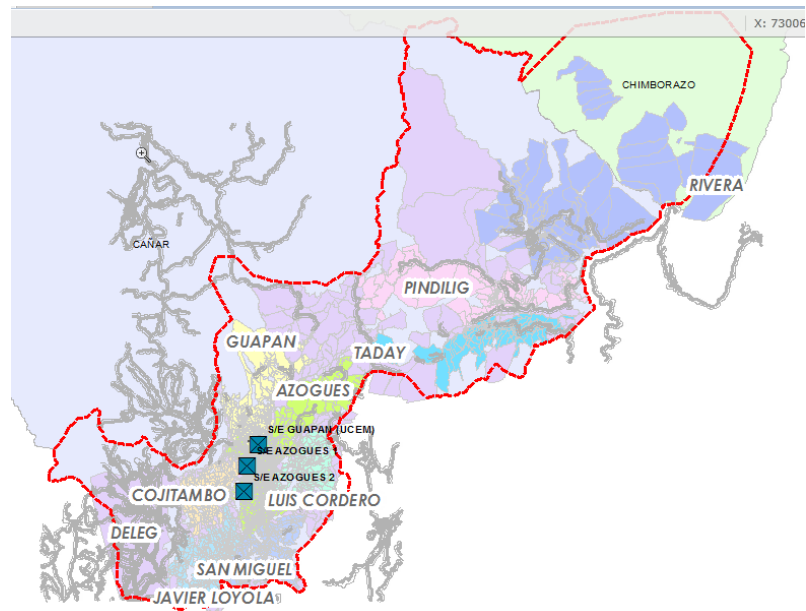 X: 73006
CHIMBORAZO
RIVERA
CAÑAR
PINDILIG
GUAPAN
TADAY
AZOGUES
S/E GUAPAN (UCEM)
S/E AZOGUES 1
S/E AZOGUES 2
COJITAMBO
LUIS CORDERO
DELEG
SAN MIGUEL
JAVIER LOYOLA